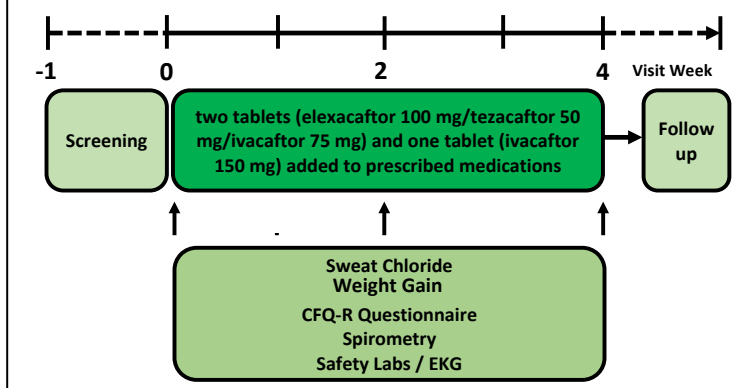 -1 0 2 4 Visit Week
Screening
two tablets (elexacaftor 100 mg/tezacaftor 50
mg/ivacaftor 75 mg) and one tablet (ivacaftor
150 mg) added to prescribed medications
Follow
up
Sweat Chloride
Weight Gain
CFQ-R Questionnaire
Spirometry
Safety Labs / EKG